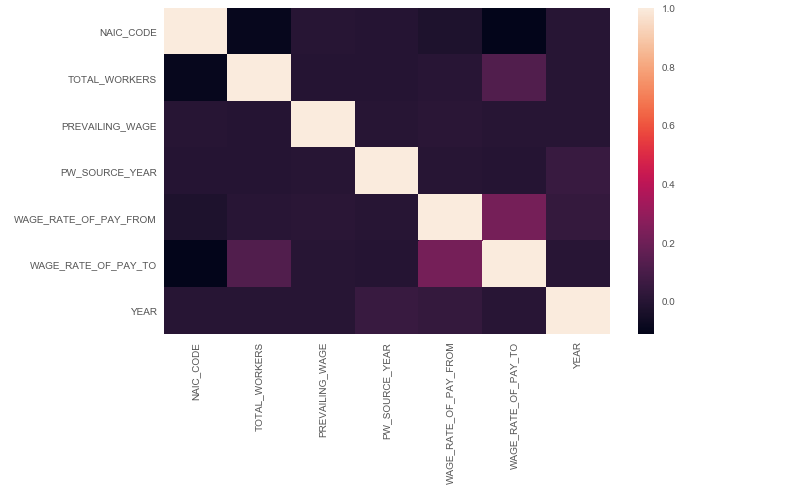 NAIC_CODE
TOTAL_WORKERS
PREVAILING_WAGE
PW_SOURCE_YEAR
WAGE_RATE_OF_PAY_FROM
WAGE_RATE_OF_PAY_TO
YEAR
NAIC_CODE
TOTAL_WORKERS
PREVAILING_WAGE
PW_SOURCE_YEAR
WAGE_RATE_OF_PAY_FROM
WAGE_RATE_OF_PAY_TO
YEAR
1.0
0.8
0.6
0.4
0.2
0.0